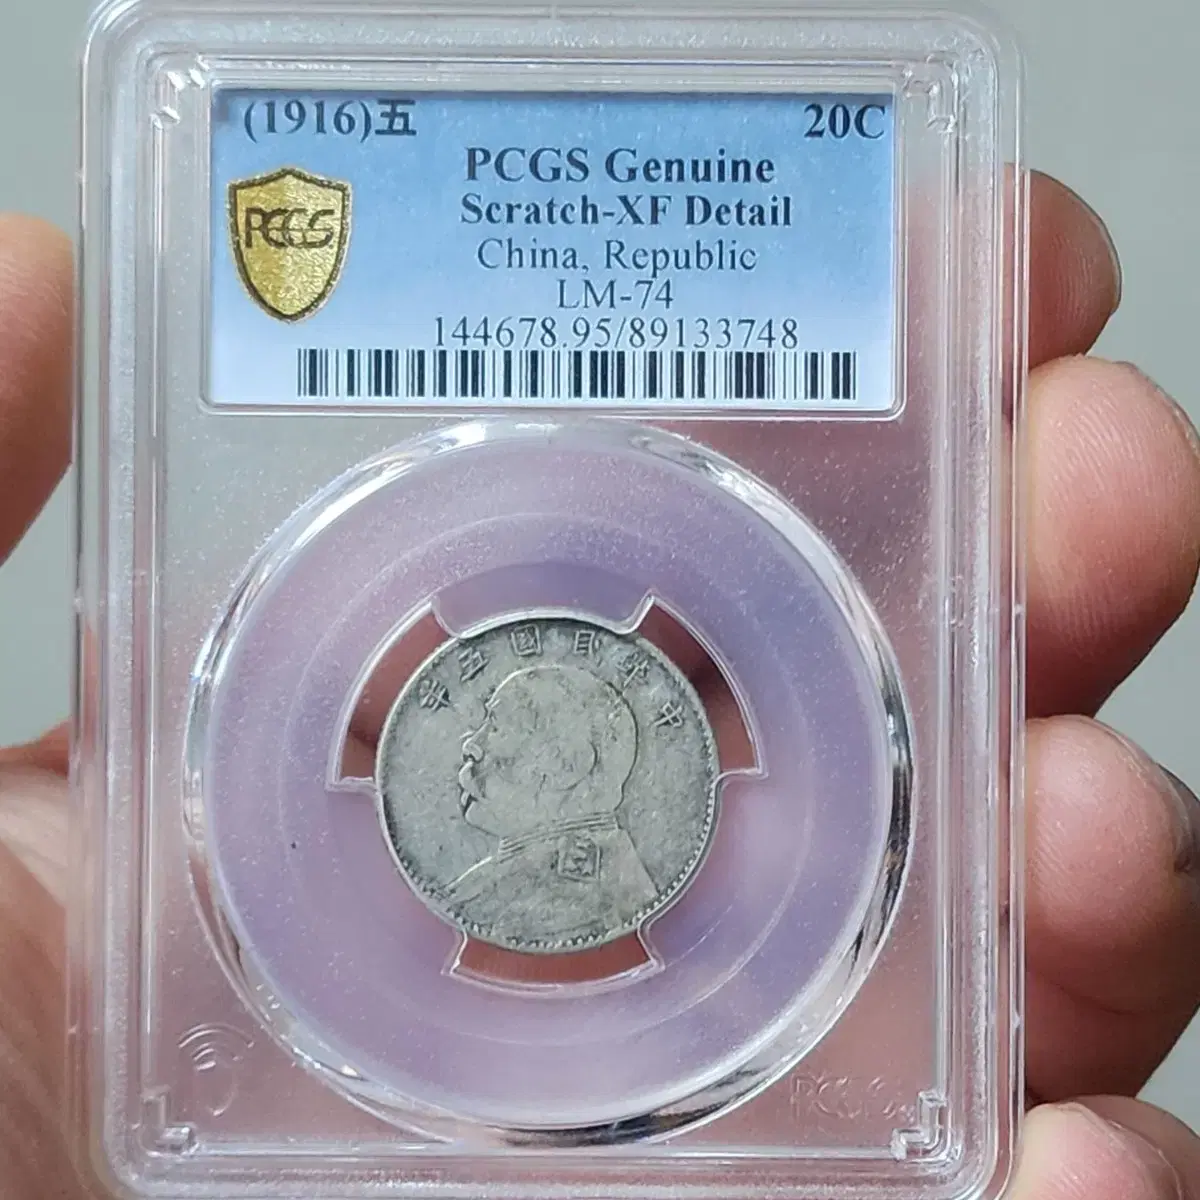 (1916)五 20C
PCGS Genuine
Scratch-XF Detail
China, Republic
LM-74
144678.95/89133748
PCGS
年五國民華中
PCGS